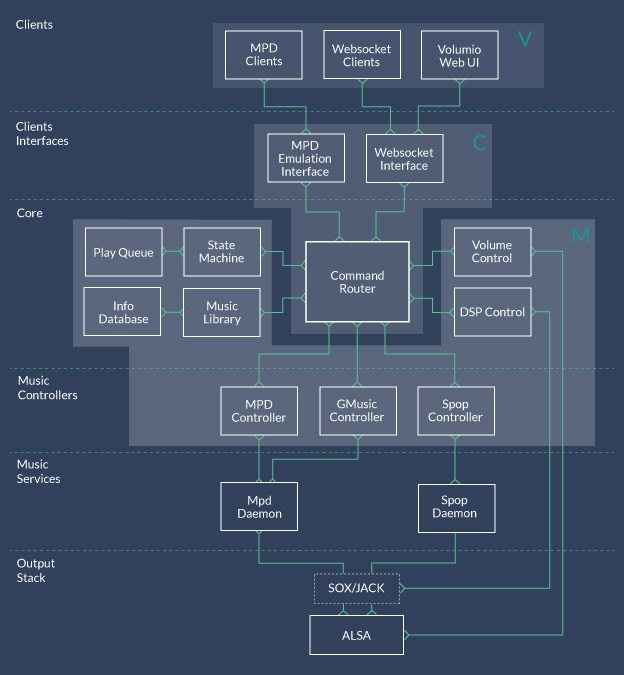 Clients
MPD
Clients
Websocket
Clients
Volumio
Web UI
V
Clients
Interfaces
MPD
Emulation
Interface
Websocket
Interface
C
Core
Play Queue
State
Machine
Command
Router
Volume
Control
M
Info
Database
Music
Library
DSP Control
Music
Controllers
MPD
Controller
GMusic
Controller
Spop
Controller
Music
Services
Mpd
Daemon
Spop
Daemon
Output
Stack
SOX/JACK
ALSA